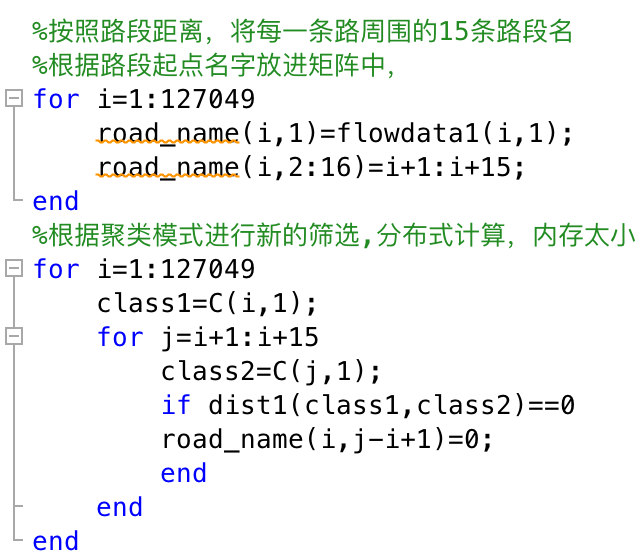 %按照路段距离，将每一条路周围的15条路段名
%根据路段起点名字放进矩阵中，
for i=1:127049
    road_name(i,1)=flowdata1(i,1);
    road_name(i,2:16)=i+1:i+15;
end
%根据聚类模式进行新的筛选,分布式计算，内存太小
for i=1:127049
    class1=C(i,1);
    for j=i+1:i+15
        class2=C(j,1);
        if dist1(class1,class2)==0
        road_name(i,j-i+1)=0;
        end
    end
end